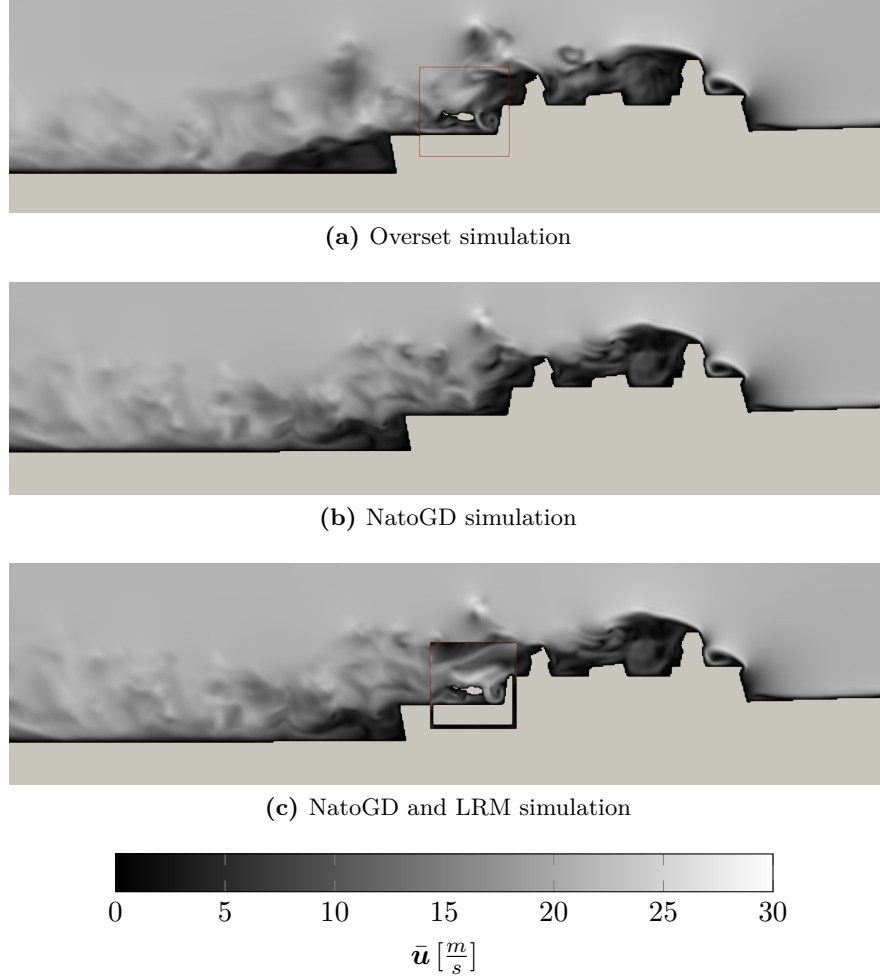 (a) Overset simulation
(b) NatoGD simulation
(c) NatoGD and LRM simulation
0 5 10 15 20 25 30
ū [m/s]